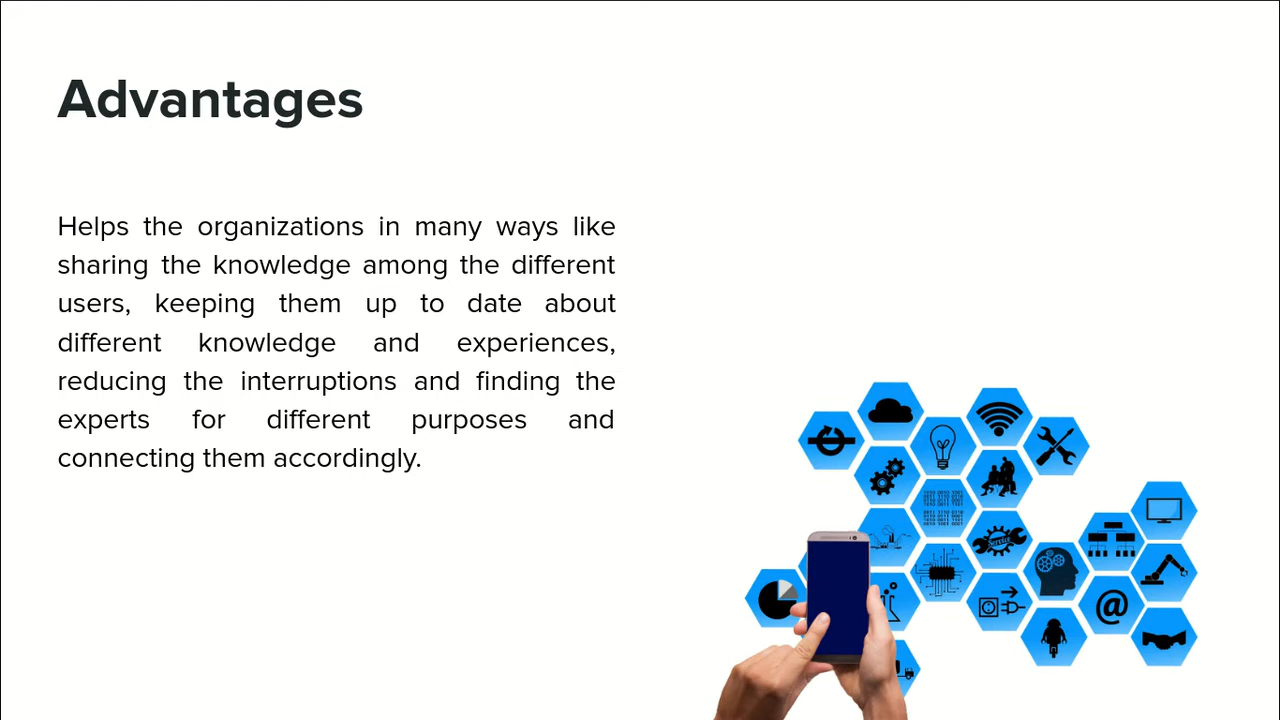 Advantages
Helps the organizations in many ways like
sharing the knowledge among the different
users, keeping them up to date about
different knowledge and experiences,
reducing the interruptions and finding the
experts for different purposes and
connecting them accordingly.
Service
@